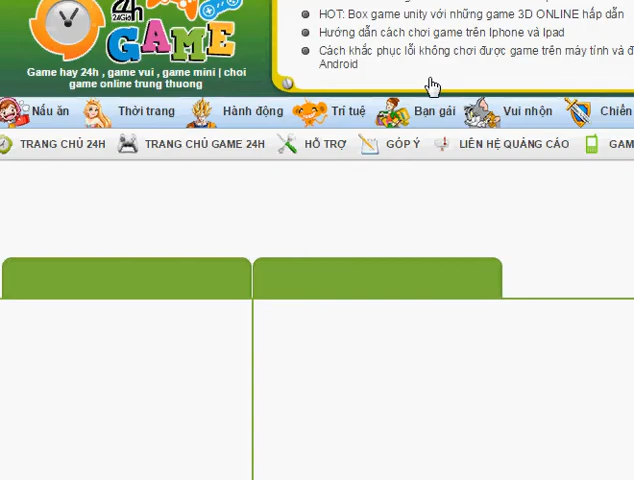 24h
24Giờ
GAME
Game hay 24h , game vui , game mini | choi
game online trung thuong
HOT: Box game unity với những game 3D ONLINE hấp dẫn
Hướng dẫn cách chơi game trên Iphone và Ipad
Cách khắc phục lỗi không chơi được game trên máy tính và
Android
Nấu ăn Thời trang Hành động Trí tuệ Bạn gái Vui nhộn Chiến
TRANG CHỦ 24H TRANG CHỦ GAME 24H HỖ TRỢ GÓP Ý LIÊN HỆ QUẢNG CÁO GAM